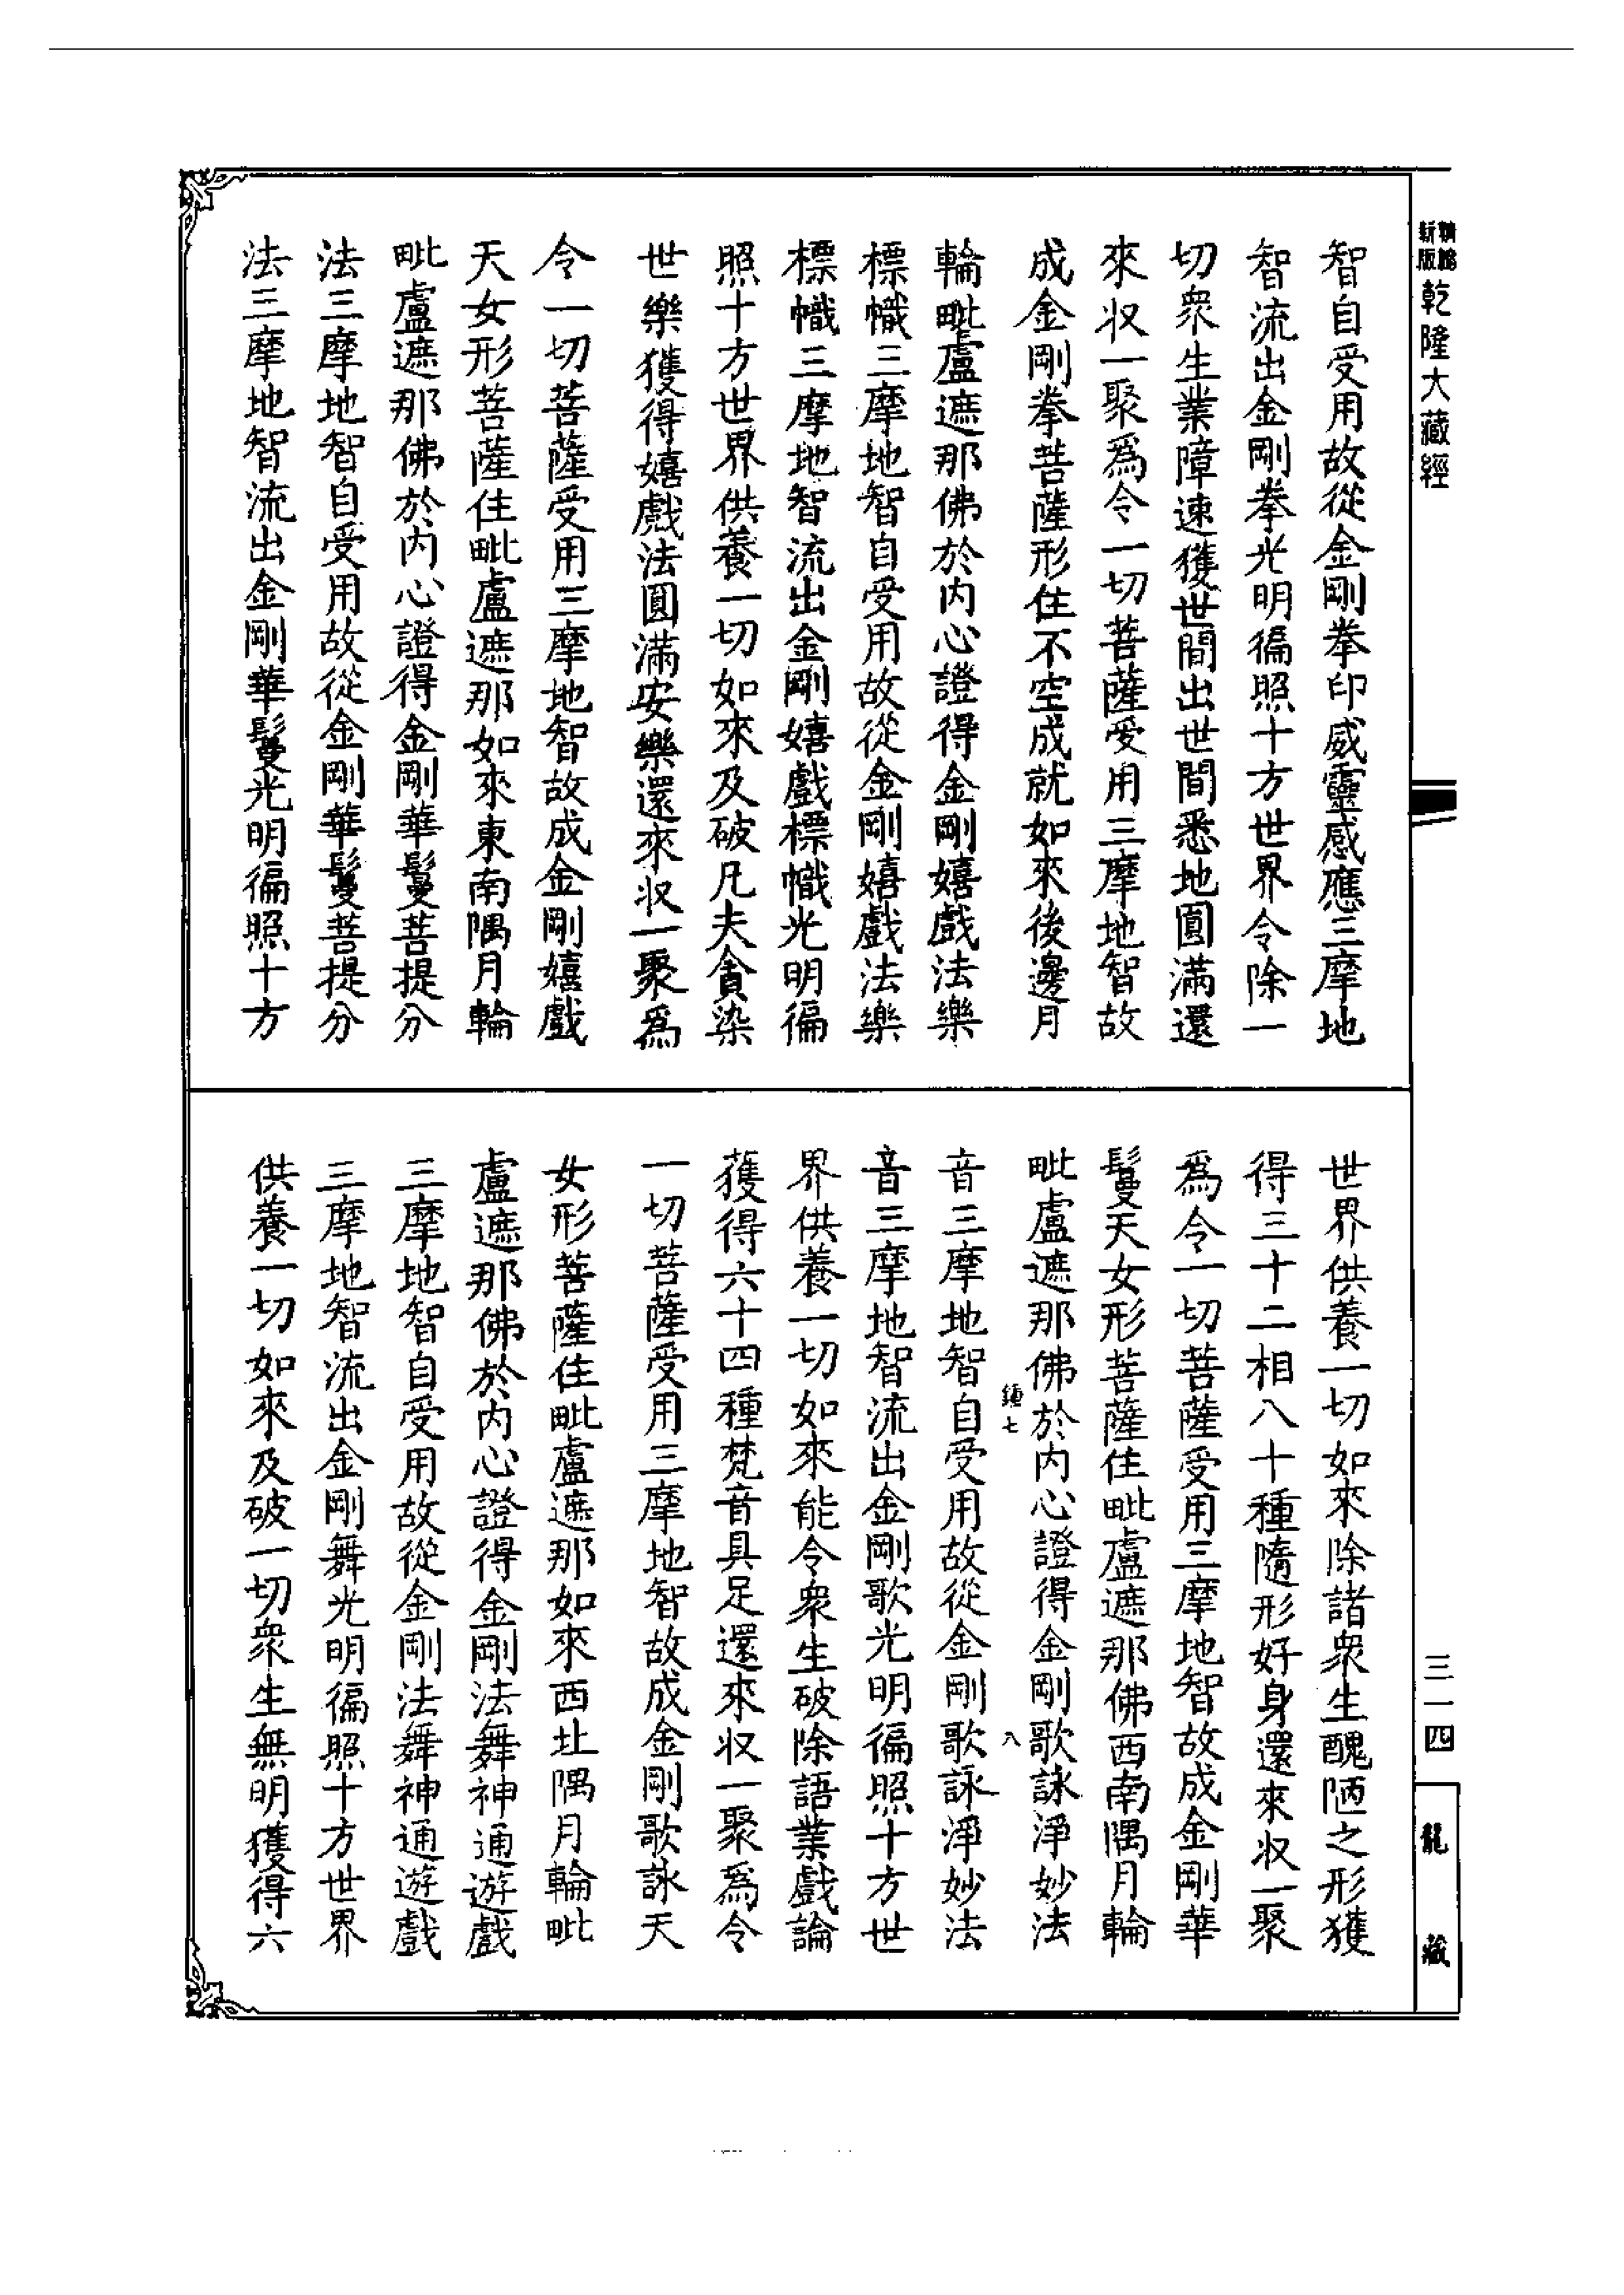 新版
乾隆大藏經
智自受用故從金剛拳印威靈感應三摩地
智流出金剛拳光明徧照十方世界令除一
切衆生業障速獲世間出世間悉地圓滿還
來収一聚爲令一切菩薩受用三摩地智故
成金剛拳菩薩形住不空成就如來後邊月
輪毗盧遮那佛於内心證得金剛嬉戲法樂
標幟三摩地智自受用故從金剛嬉戲法樂
標幟三摩地智流出金剛嬉戲標幟光明徧
照十方世界供養一切如來及破凡夫貪染
世樂獲得嬉戲法圓滿安樂還來収一聚爲
令一切菩薩受用三摩地智故成金剛嬉戲
天女形菩薩住毗盧遮那如來東南隅月輪
毗盧遮那佛於内心證得金剛華鬘菩提分
法三摩地智自受用故從金剛華鬘菩提分
法三摩地智流出金剛華鬘光明徧照十方
世界供養一切如來除諸衆生醜陋之形獲
得三十二相八十種隨形好身還來収一聚
爲令一切菩薩受用三摩地智故成金剛華
鬘天女形菩薩住毗盧遮那佛西南隅月輪
毗盧遮那佛於内心證得金剛歌詠淨妙法
七
八
音三摩地智自受用故從金剛歌詠淨妙法
音三摩地智流出金剛歌光明徧照十方世
界供養一切如來能令衆生破除語業戲論
獲得六十四種梵音具足還來収一聚爲令
一切菩薩受用三摩地智故成金剛歌詠天
女形菩薩住毗盧遮那如來西北隅月輪毗
盧遮那佛於内心證得金剛法舞神通遊戲
三摩地智自受用故從金剛法舞神通遊戲
三摩地智流出金剛舞光明徧照十方世界
供養一切如來及破一切衆生無明獲得六
三一四
龍藏